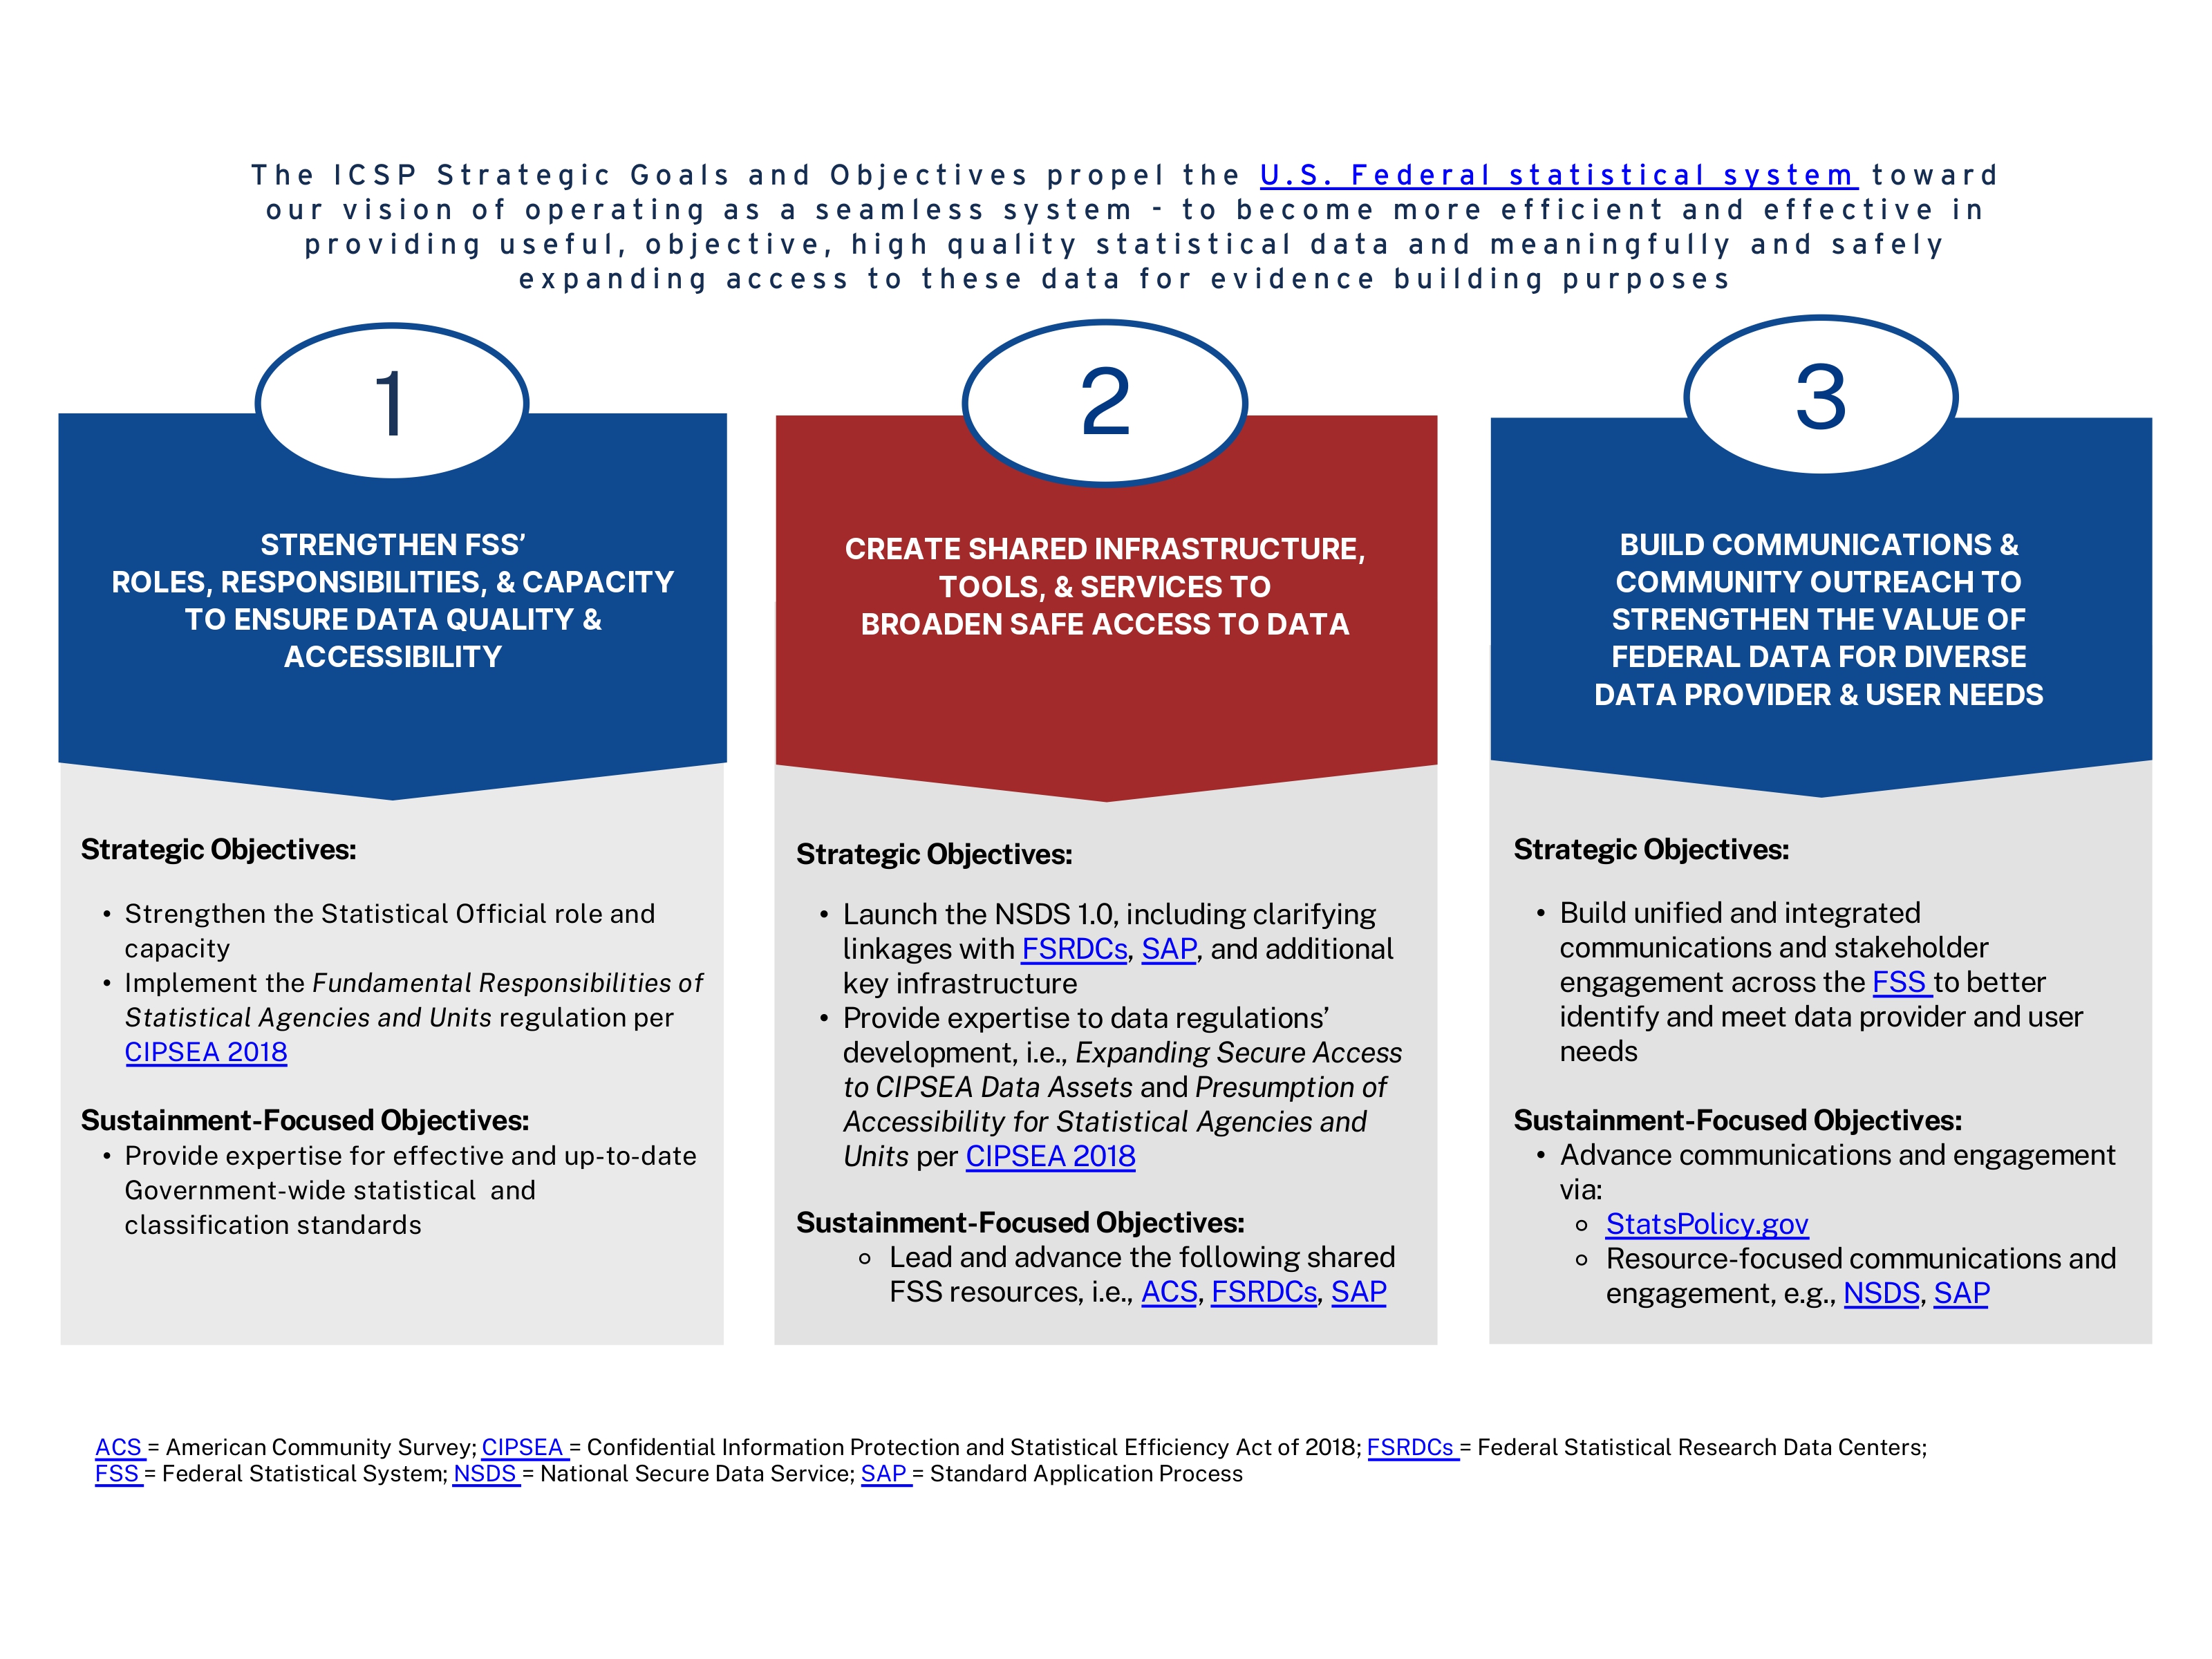 The ICSP Strategic Goals and Objectives propel the U.S. Federal statistical system toward
our vision of operating as a seamless system - to become more efficient and effective in
providing useful, objective, high quality statistical data and meaningfully and safely
expanding access to these data for evidence building purposes
1
STRENGTHEN FSS’
ROLES, RESPONSIBILITIES, & CAPACITY
TO ENSURE DATA QUALITY &
ACCESSIBILITY
Strategic Objectives:
• Strengthen the Statistical Official role and
capacity
• Implement the Fundamental Responsibilities of
Statistical Agencies and Units regulation per
CIPSEA 2018
Sustainment-Focused Objectives:
• Provide expertise for effective and up-to-date
Government-wide statistical and
classification standards
2
CREATE SHARED INFRASTRUCTURE,
TOOLS, & SERVICES TO
BROADEN SAFE ACCESS TO DATA
Strategic Objectives:
• Launch the NSDS 1.0, including clarifying
linkages with FSRDCs, SAP, and additional
key infrastructure
• Provide expertise to data regulations’
development, i.e., Expanding Secure Access
to CIPSEA Data Assets and Presumption of
Accessibility for Statistical Agencies and
Units per CIPSEA 2018
Sustainment-Focused Objectives:
◦ Lead and advance the following shared
FSS resources, i.e., ACS, FSRDCs, SAP
3
BUILD COMMUNICATIONS &
COMMUNITY OUTREACH TO
STRENGTHEN THE VALUE OF
FEDERAL DATA FOR DIVERSE
DATA PROVIDER & USER NEEDS
Strategic Objectives:
• Build unified and integrated
communications and stakeholder
engagement across the FSS to better
identify and meet data provider and user
needs
Sustainment-Focused Objectives:
• Advance communications and engagement
via:
◦ StatsPolicy.gov
◦ Resource-focused communications and
engagement, e.g., NSDS, SAP
ACS = American Community Survey; CIPSEA = Confidential Information Protection and Statistical Efficiency Act of 2018; FSRDCs = Federal Statistical Research Data Centers;
FSS = Federal Statistical System; NSDS = National Secure Data Service; SAP = Standard Application Process